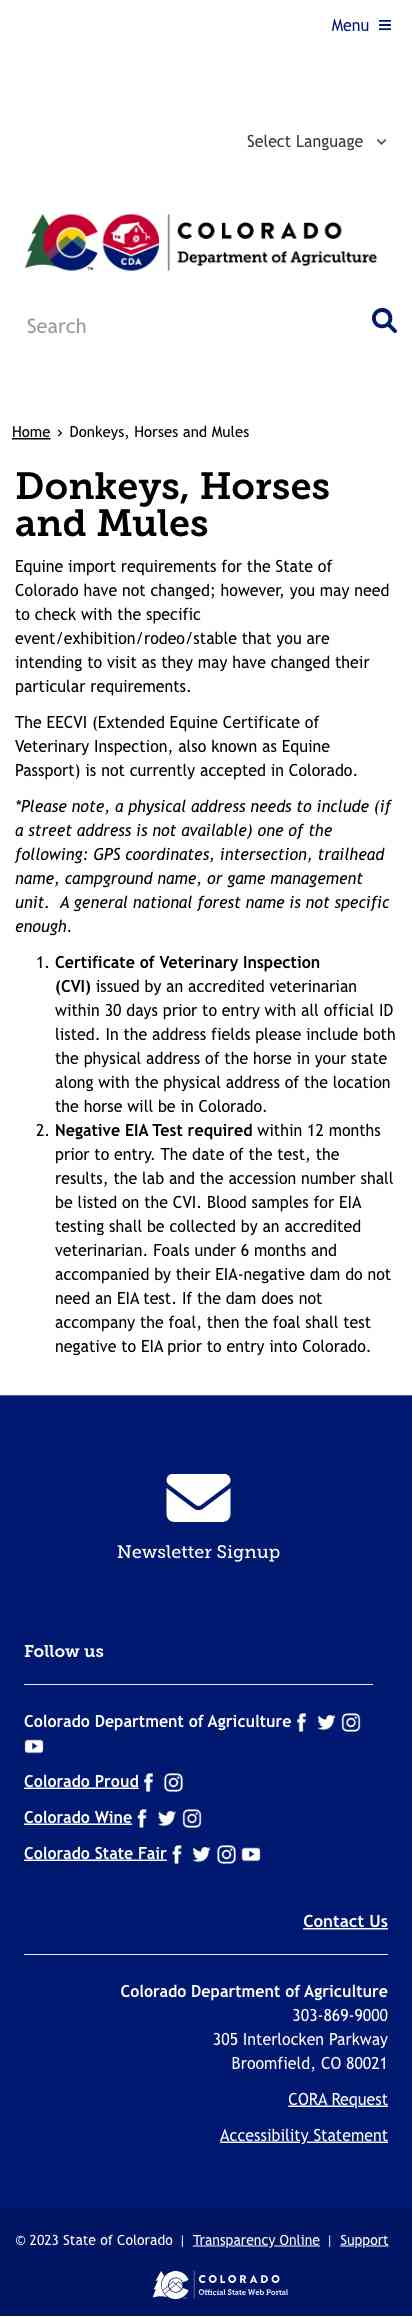 Menu
Select Language
CDA
COLORADO
Department of Agriculture
TM
Search
Home › Donkeys, Horses and Mules
Donkeys, Horses
and Mules
Equine import requirements for the State of
Colorado have not changed; however, you may need
to check with the specific
event/exhibition/rodeo/stable that you are
intending to visit as they may have changed their
particular requirements.
The EECVI (Extended Equine Certificate of
Veterinary Inspection, also known as Equine
Passport) is not currently accepted in Colorado.
*Please note, a physical address needs to include (if
a street address is not available) one of the
following: GPS coordinates, intersection, trailhead
name, campground name, or game management
unit.  A general national forest name is not specific
enough.
1. Certificate of Veterinary Inspection
(CVI) issued by an accredited veterinarian
within 30 days prior to entry with all official ID
listed. In the address fields please include both
the physical address of the horse in your state
along with the physical address of the location
the horse will be in Colorado.
2. Negative EIA Test required within 12 months
prior to entry. The date of the test, the
results, the lab and the accession number shall
be listed on the CVI. Blood samples for EIA
testing shall be collected by an accredited
veterinarian. Foals under 6 months and
accompanied by their EIA-negative dam do not
need an EIA test. If the dam does not
accompany the foal, then the foal shall test
negative to EIA prior to entry into Colorado.
Newsletter Signup
Follow us
Colorado Department of Agriculture
Colorado Proud
Colorado Wine
Colorado State Fair
Contact Us
Colorado Department of Agriculture
303-869-9000
305 Interlocken Parkway
Broomfield, CO 80021
CORA Request
Accessibility Statement
© 2023 State of Colorado | Transparency Online | Support
COLORADO
Official State Web Portal